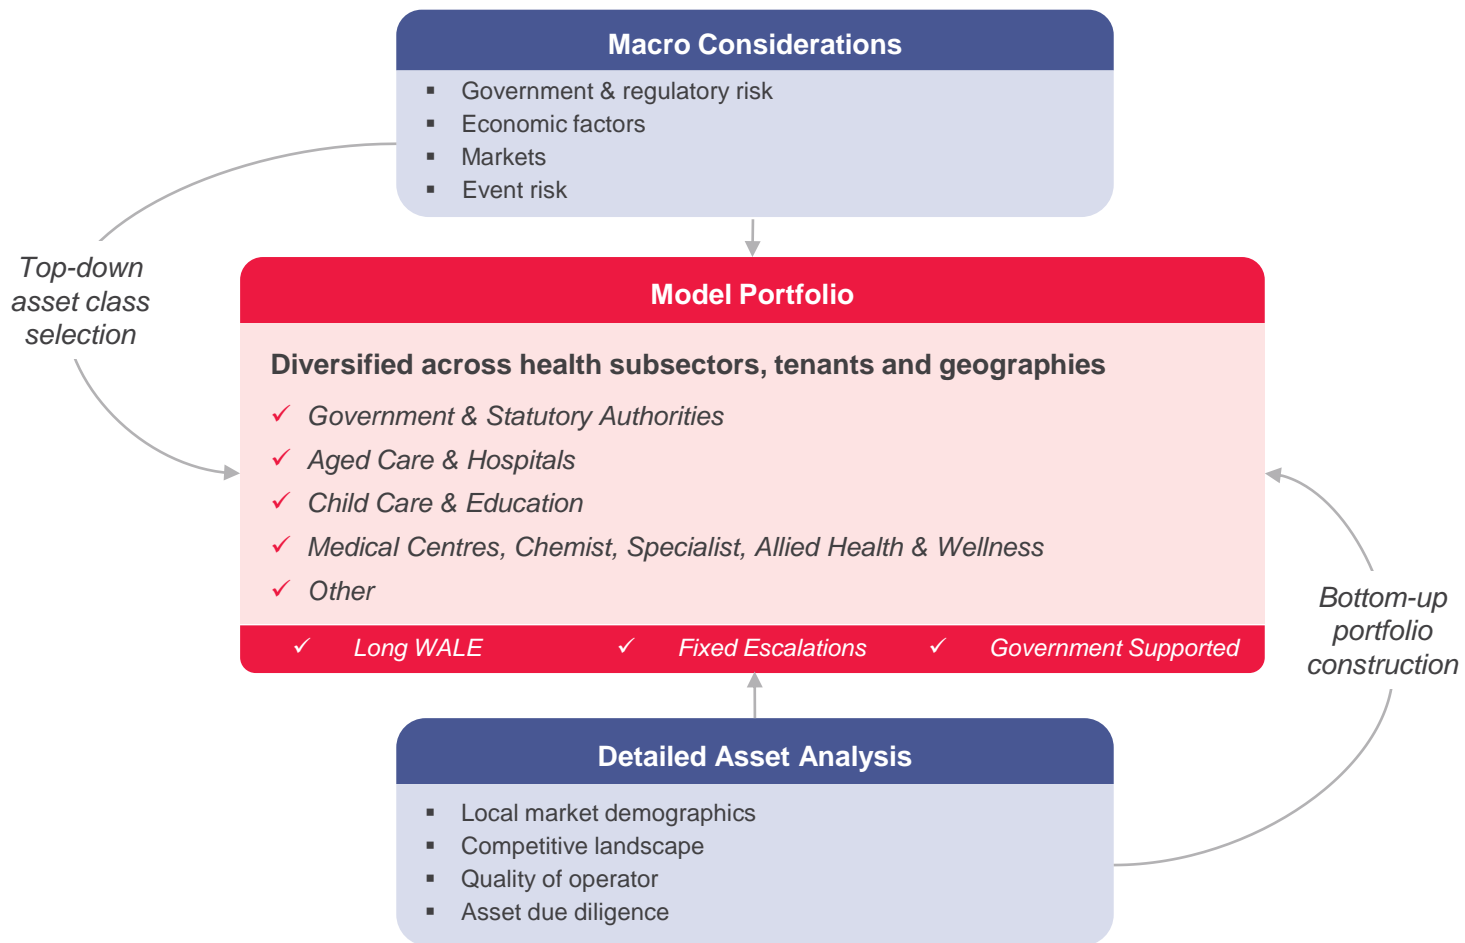 Macro Considerations
▪ Government & regulatory risk
▪ Economic factors
▪ Markets
▪ Event risk
Top-down
asset class
selection
Model Portfolio
Diversified across health subsectors, tenants and geographies
✓ Government & Statutory Authorities
✓ Aged Care & Hospitals
✓ Child Care & Education
✓ Medical Centres, Chemist, Specialist, Allied Health & Wellness
✓ Other
✓ Long WALE ✓ Fixed Escalations ✓ Government Supported
Bottom-up
portfolio
construction
Detailed Asset Analysis
▪ Local market demographics
▪ Competitive landscape
▪ Quality of operator
▪ Asset due diligence